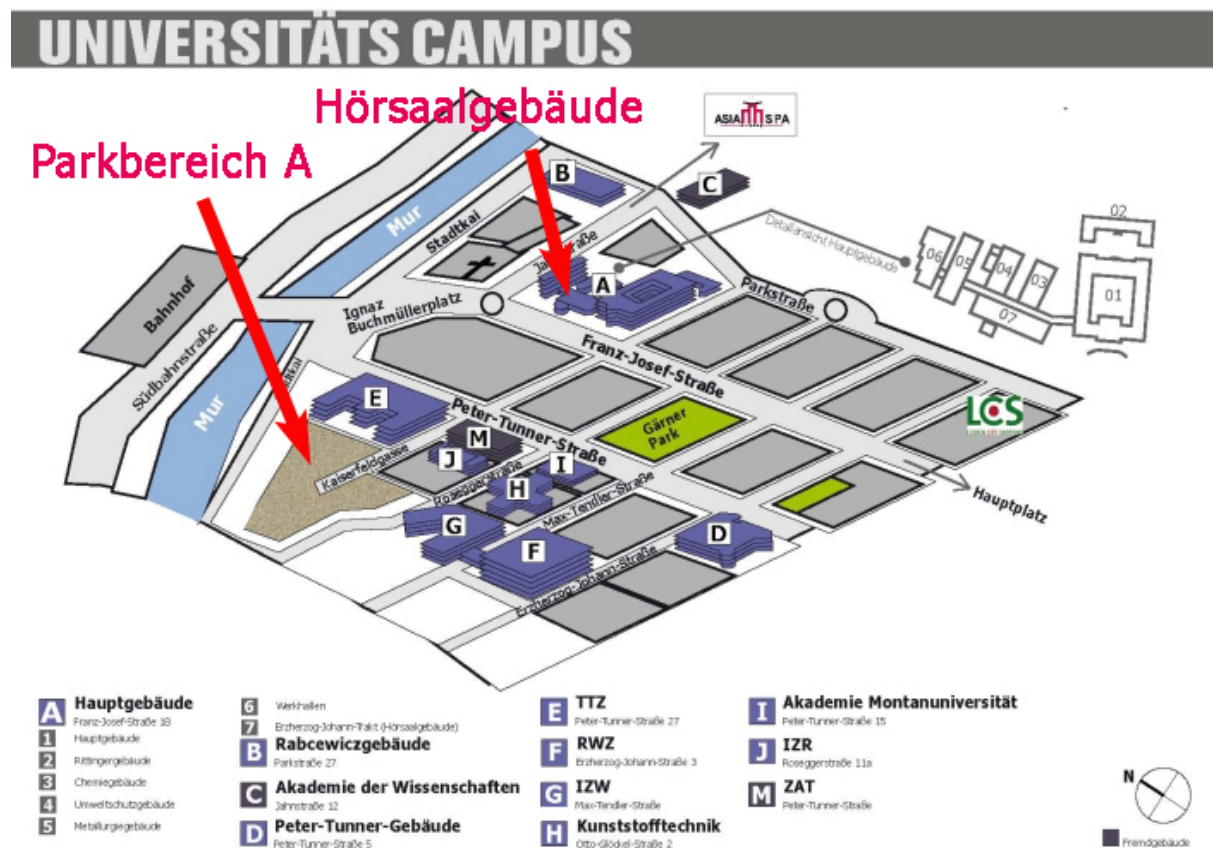 UNIVERSITÄTS CAMPUS
Hörsaalgebäude
Parkbereich A
ASIA SPA
B
C
Mur
Stadtkai
Jahnstraße
A
Detailansicht Hauptgebäude
02
06
05
04
03
01
07
Bahnhof
Ignaz
Buchmüllerplatz
Parkstraße
Südbahnstraße
Franz-Josef-Straße
Mur
E
Peter-Tunner-Straße
Gärner
Park
LCS
M
Kaiserfeldgasse
J
I
Roseggerstraße
H
Max-Tendler-Straße
Hauptplatz
G
F
D
Erzherzog-Johann-Straße
A Hauptgebäude
Franz-Josef-Straße 18
1 Hauptgebäude
2 Rittingergebäude
3 Chemiegebäude
4 Umweltschutzgebäude
5 Metallurgiegebäude
6 Werkhallen
7 Erzherzog-Johann-Trakt (Hörsaalgebäude)
B Rabcewiczgebäude
Parkstraße 27
C Akademie der Wissenschaften
Jahnstraße 12
D Peter-Tunner-Gebäude
Peter-Tunner-Straße 5
E TTZ
Peter-Tunner-Straße 27
F RWZ
Erzherzog-Johann-Straße 3
G IZW
Max-Tendler-Straße
H Kunststofftechnik
Otto-Glöckel-Straße 2
I Akademie Montanuniversität
Peter-Tunner-Straße 15
J IZR
Roseggerstraße 11a
M ZAT
Peter-Tunner-Straße
N
Fremdgebäude